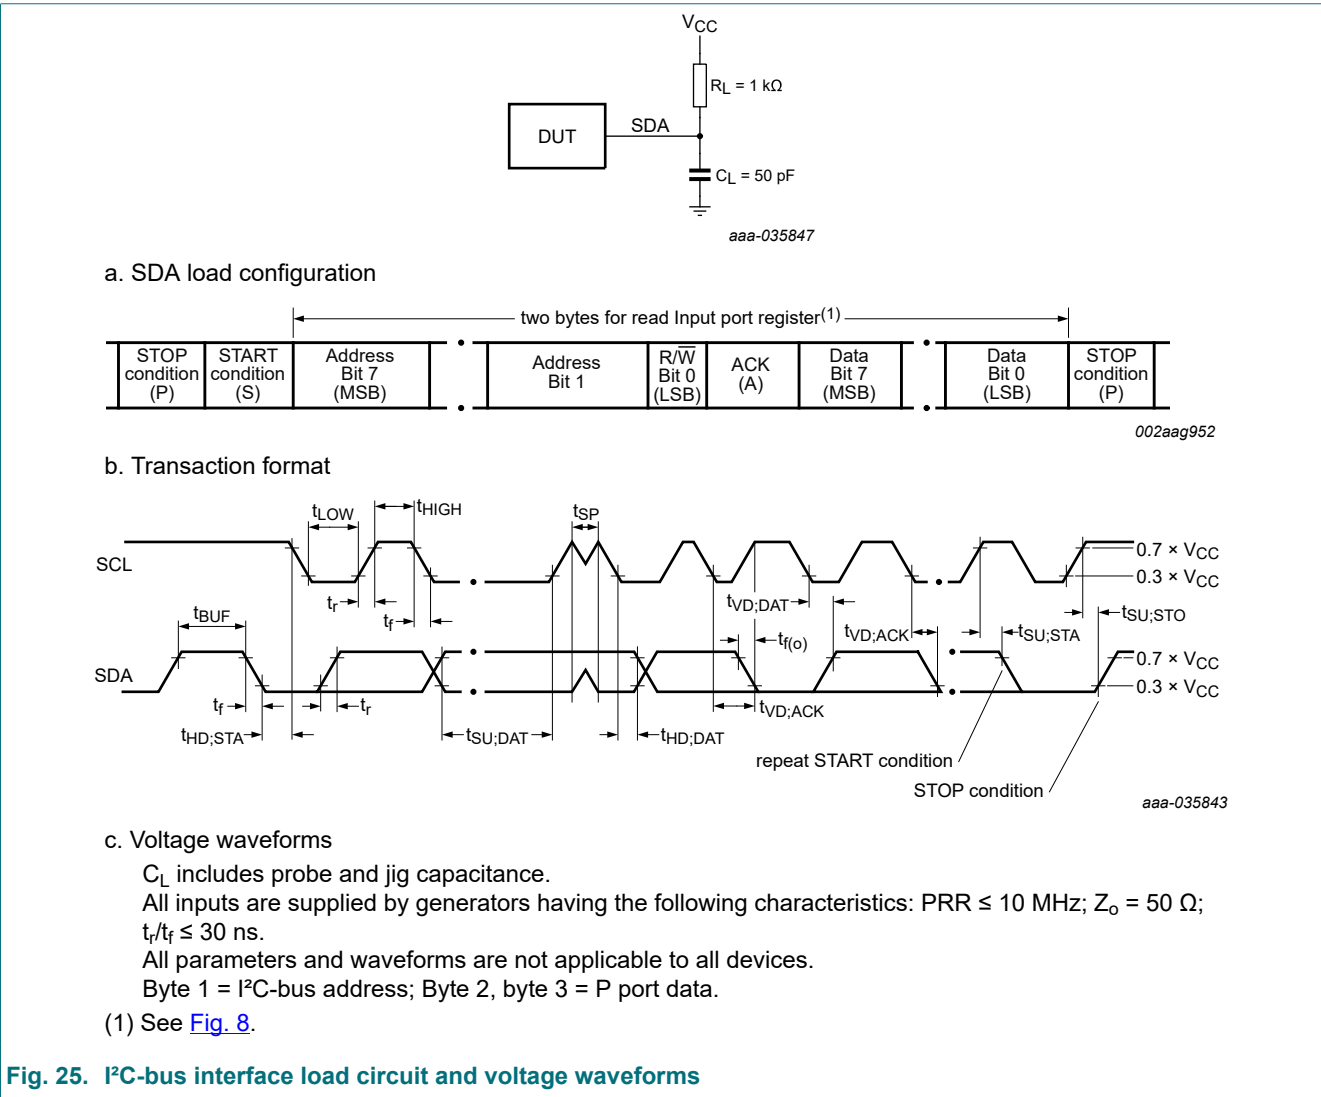 VCC
RL = 1 kΩ
DUT
SDA
CL = 50 pF
aaa-035847
a. SDA load configuration
two bytes for read Input port register(1)
STOP condition (P)
START condition (S)
Address Bit 7 (MSB)
Address Bit 1
R/W̅ Bit 0 (LSB)
ACK (A)
Data Bit 7 (MSB)
Data Bit 0 (LSB)
STOP condition (P)
002aag952
b. Transaction format
tLOW
tHIGH
tSP
SCL
0.7 × VCC
0.3 × VCC
tr
tf
tBUF
tVD;DAT
tf(o)
tVD;ACK
tSU;STA
tSU;STO
SDA
0.7 × VCC
0.3 × VCC
tf
tr
tVD;ACK
tHD;STA
tSU;DAT
tHD;DAT
repeat START condition
STOP condition
aaa-035843
c. Voltage waveforms
CL includes probe and jig capacitance.
All inputs are supplied by generators having the following characteristics: PRR ≤ 10 MHz; Zo = 50 Ω;
tr/tf ≤ 30 ns.
All parameters and waveforms are not applicable to all devices.
Byte 1 = I²C-bus address; Byte 2, byte 3 = P port data.
(1) See Fig. 8.
Fig. 25. I²C-bus interface load circuit and voltage waveforms